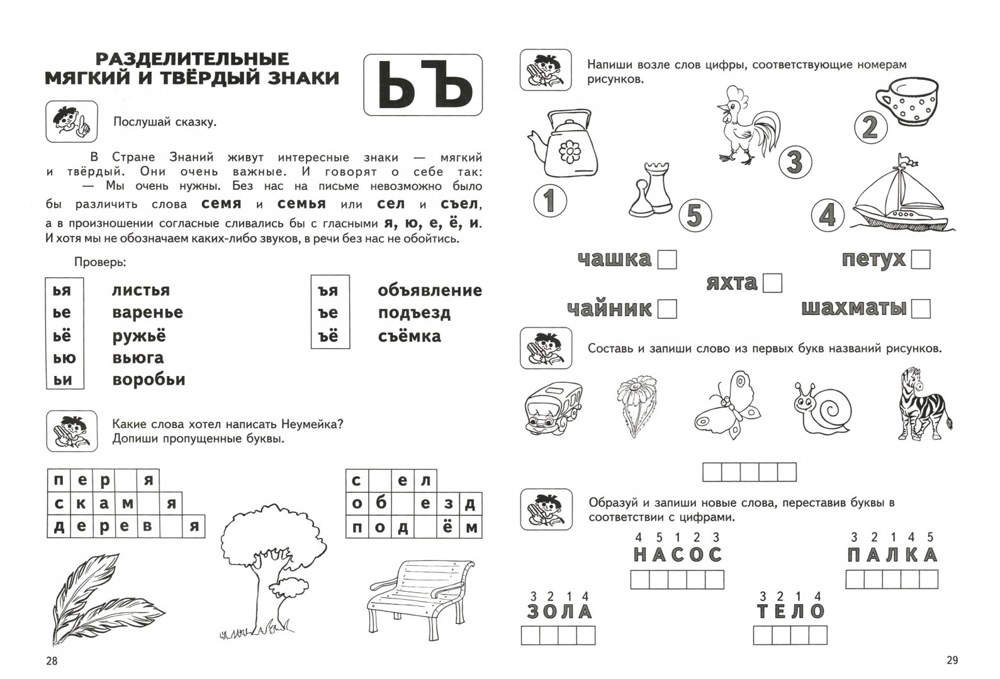 РАЗДЕЛИТЕЛЬНЫЕ
МЯГКИЙ И ТВЁРДЫЙ ЗНАКИ
Ь Ъ
Послушай сказку.
В Стране Знаний живут интересные знаки — мягкий
и твёрдый. Они очень важные. И говорят о себе так:
— Мы очень нужны. Без нас на письме невозможно было
бы различить слова семя и семья или сел и съел,
а в произношении согласные сливались бы с гласными я, ю, е, ё, и.
И хотя мы не обозначаем каких-либо звуков, в речи без нас не обойтись.
Проверь:
ья листья
ье варенье
ьё ружьё
ью вьюга
ьи воробьи
ъя объявление
ъе подъезд
ъё съёмка
Какие слова хотел написать Неумейка?
Допиши пропущенные буквы.
п е р я
с к а м я
д е р е в я
с е л
о б е з д
п о д ё м
28
Напиши возле слов цифры, соответствующие номерам
рисунков.
1
2
3
4
5
чашка
петух
яхта
чайник
шахматы
Составь и запиши слово из первых букв названий рисунков.
Образуй и запиши новые слова, переставив буквы в
соответствии с цифрами.
4 5 1 2 3
НАСОС
3 2 1 4 5
ПАЛКА
3 2 1 4
ЗОЛА
3 2 1 4
ТЕЛО
29